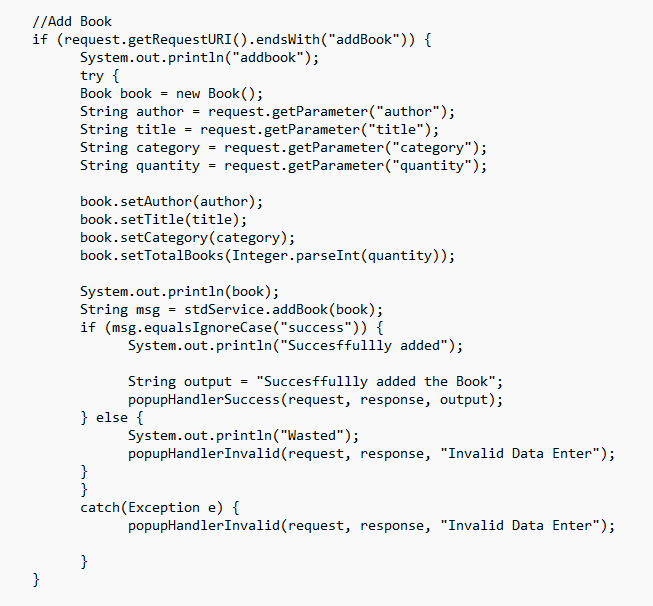 //Add Book
if (request.getRequestURI().endsWith("addBook")) {
System.out.println("addbook");
try {
Book book = new Book();
String author = request.getParameter("author");
String title = request.getParameter("title");
String category = request.getParameter("category");
String quantity = request.getParameter("quantity");
book.setAuthor(author);
book.setTitle(title);
book.setCategory(category);
book.setTotalBooks(Integer.parseInt(quantity));
System.out.println(book);
String msg = stdService.addBook(book);
if (msg.equalsIgnoreCase("success")) {
System.out.println("Succesffullly added");
String output = "Succesffullly added the Book";
popupHandlerSuccess(request, response, output);
} else {
System.out.println("Wasted");
popupHandlerInvalid(request, response, "Invalid Data Enter");
}
}
catch(Exception e) {
popupHandlerInvalid(request, response, "Invalid Data Enter");
}
}